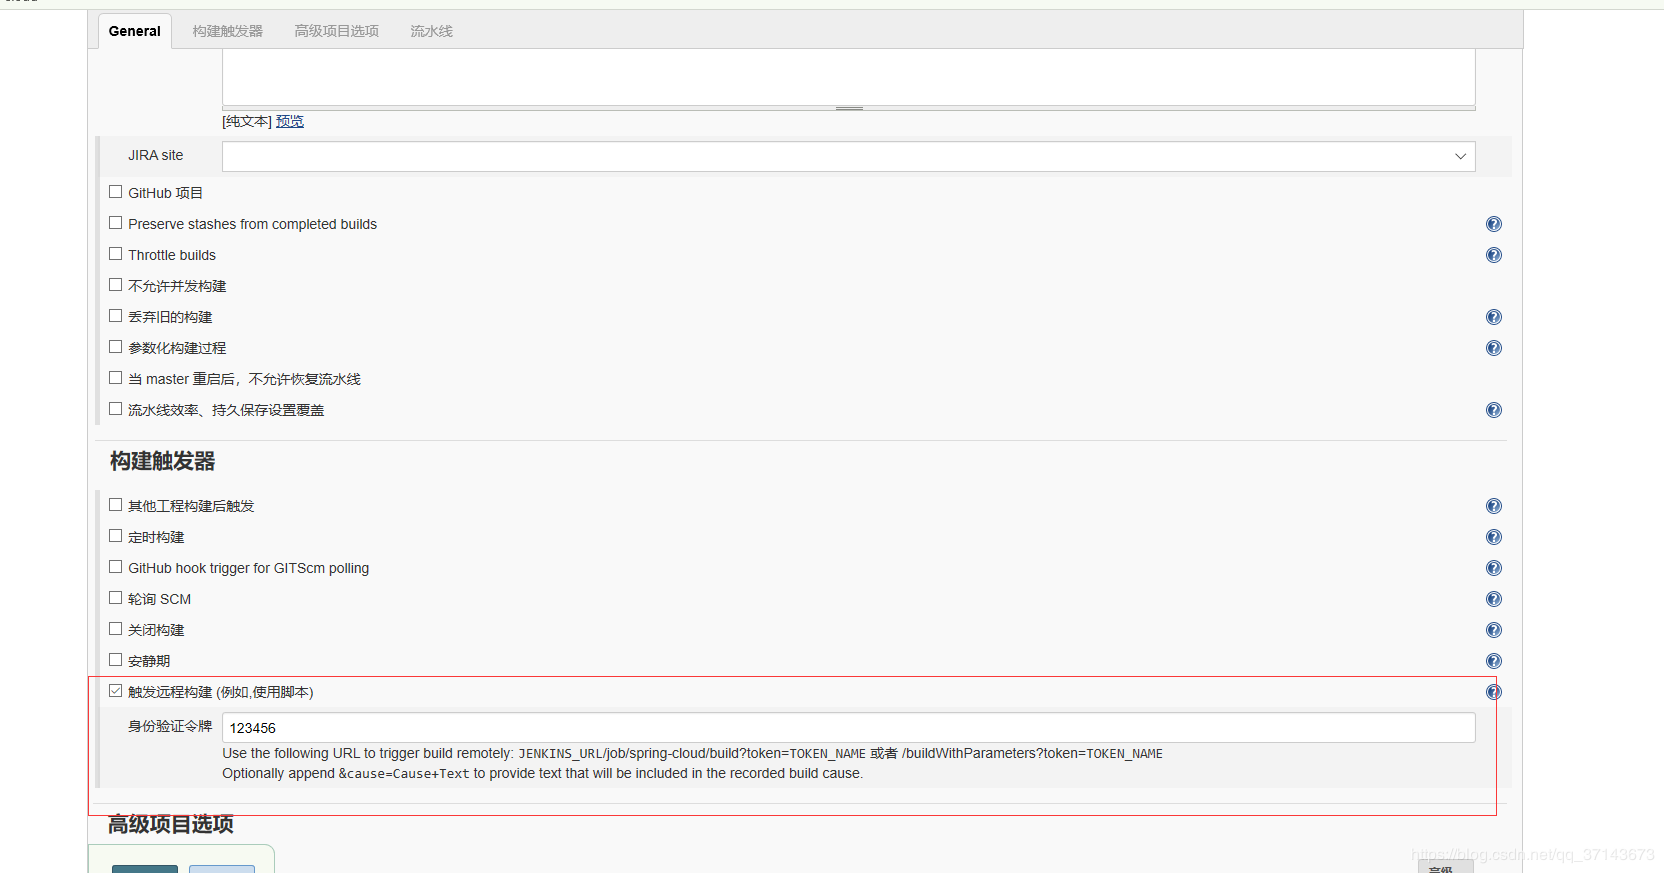 General 构建触发器 高级项目选项 流水线
[纯文本] 预览
JIRA site
GitHub 项目
Preserve stashes from completed builds
Throttle builds
不允许并发构建
丢弃旧的构建
参数化构建过程
当 master 重启后，不允许恢复流水线
流水线效率、持久保存设置覆盖
构建触发器
其他工程构建后触发
定时构建
GitHub hook trigger for GITScm polling
轮询 SCM
关闭构建
安静期
触发远程构建 (例如,使用脚本)
身份验证令牌 123456
Use the following URL to trigger build remotely: JENKINS_URL/job/spring-cloud/build?token=TOKEN_NAME 或者 /buildWithParameters?token=TOKEN_NAME
Optionally append &cause=Cause+Text to provide text that will be included in the recorded build cause.
高级项目选项
https://blog.csdn.net/qq_37143673
高级...